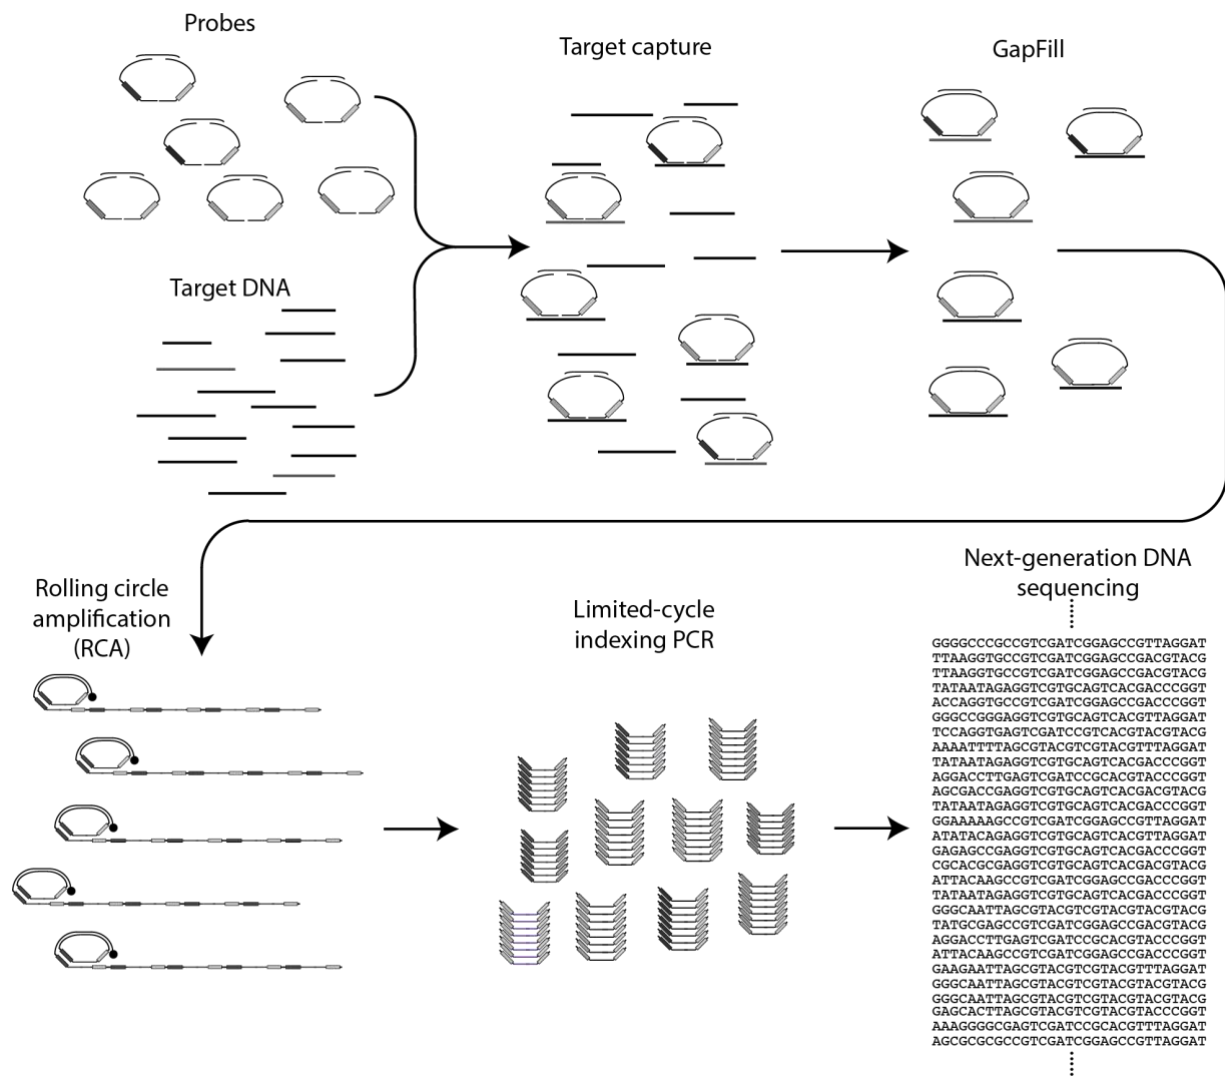 Probes
Target capture
GapFill
Target DNA
Rolling circle
amplification
(RCA)
Limited-cycle
indexing PCR
Next-generation DNA
sequencing
GGGGCCCGCCGTCGATCGGAGCCGTTAGGAT
TTAAGGTGCCGTCGATCGGAGCCGACGTACG
TTAAGGTGCCGTCGATCGGAGCCGACGTACG
TATAATAGAGGTCGTGCAGTCACGACCCGGT
ACCAGGTGCCGTCGATCGGAGCCGACCCGGT
GGGCCGGGAGGTCGTGCAGTCACGTTAGGAT
TCCAGGTGAGTCGATCCGTCACGTACGTACG
AAAATTTTAGCGTACGTCGTACGTTTAGGAT
TATAATAGAGGTCGTGCAGTCACGACCCGGT
AGGACCTTGAGTCGATCCGCACGTACCCGGT
AGCGACCGAGGTCGTGCAGTCACGACGTACG
TATAATAGAGGTCGTGCAGTCACGACCCGGT
GGAAAAAGCCGTCGATCGGAGCCGTTAGGAT
ATATACAGAGGTCGTGCAGTCACGTTAGGAT
GAGAGCCGAGGTCGTGCAGTCACGACCCGGT
CGCACGCGAGGTCGTGCAGTCACGACGTACG
ATTACAAGCCGTCGATCGGAGCCGACCCGGT
TATAATAGAGGTCGTGCAGTCACGACCCGGT
GGGCAATTAGCGTACGTCGTACGTACGTACG
TATGCGAGCCGTCGATCGGAGCCGACGTACG
AGGACCTTGAGTCGATCCGCACGTACCCGGT
ATTACAAGCCGTCGATCGGAGCCGACCCGGT
GAAGAATTAGCGTACGTCGTACGTTTAGGAT
GGGCAATTAGCGTACGTCGTACGTACGTACG
GGGCAATTAGCGTACGTCGTACGTACGTACG
GAGCACTTAGCGTACGTCGTACGTACCCGGT
AAAGGGGCGAGTCGATCCGCACGTTTAGGAT
AGCGCGCGCCGTCGATCGGAGCCGTTAGGAT